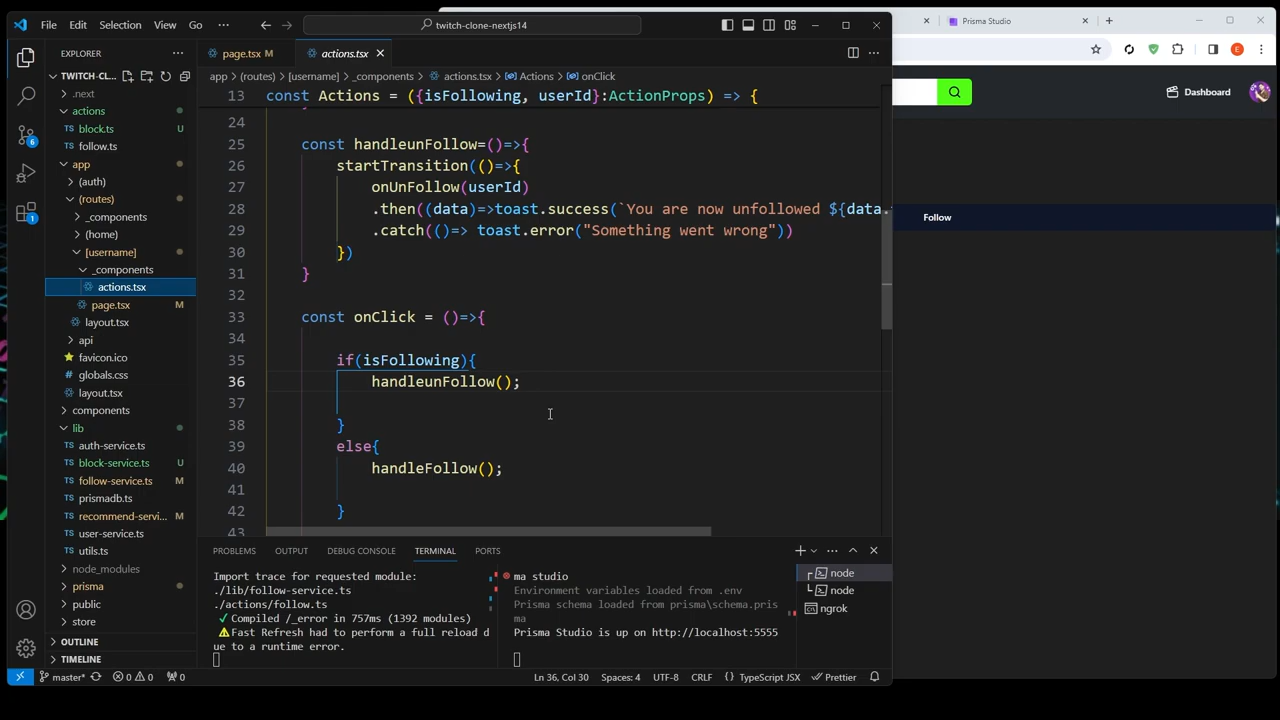 File Edit Selection View Go ··· twitch-clone-nextjs14
Prisma Studio
EXPLORER
page.tsx M actions.tsx
TWITCH-CL...
.next
actions
block.ts U
follow.ts
app
(auth)
(routes)
_components
(home)
[username]
_components
actions.tsx
page.tsx M
layout.tsx
api
favicon.ico
globals.css
layout.tsx
components
lib
auth-service.ts
block-service.ts U
follow-service.ts M
prismadb.ts
recommend-servi... M
user-service.ts
utils.ts
node_modules
prisma
public
store
OUTLINE
TIMELINE
6
1
app > (routes) > [username] > _components > actions.tsx > Actions > onClick
13 const Actions = ({isFollowing, userId}:ActionProps) => {
24
25 const handleunFollow=()=>{
26 startTransition(()=>{
27 onUnFollow(userId)
28 .then((data)=>toast.success(`You are now unfollowed ${data.
29 .catch(()=> toast.error("Something went wrong"))
30 })
31 }
32
33 const onClick = ()=>{
34
35 if(isFollowing){
36 handleunFollow();
37
38 }
39 else{
40 handleFollow();
41
42 }
43
PROBLEMS OUTPUT DEBUG CONSOLE TERMINAL PORTS
Import trace for requested module:
./lib/follow-service.ts
./actions/follow.ts
✓ Compiled /_error in 757ms (1392 modules)
⚠Fast Refresh had to perform a full reload d
ue to a runtime error.
ma studio
Environment variables loaded from .env
Prisma schema loaded from prisma\schema.pris
ma
Prisma Studio is up on http://localhost:5555
node
node
ngrok
master* 0 0 0 Ln 36, Col 30 Spaces: 4 UTF-8 CRLF {} TypeScript JSX Prettier
E
Dashboard
Follow